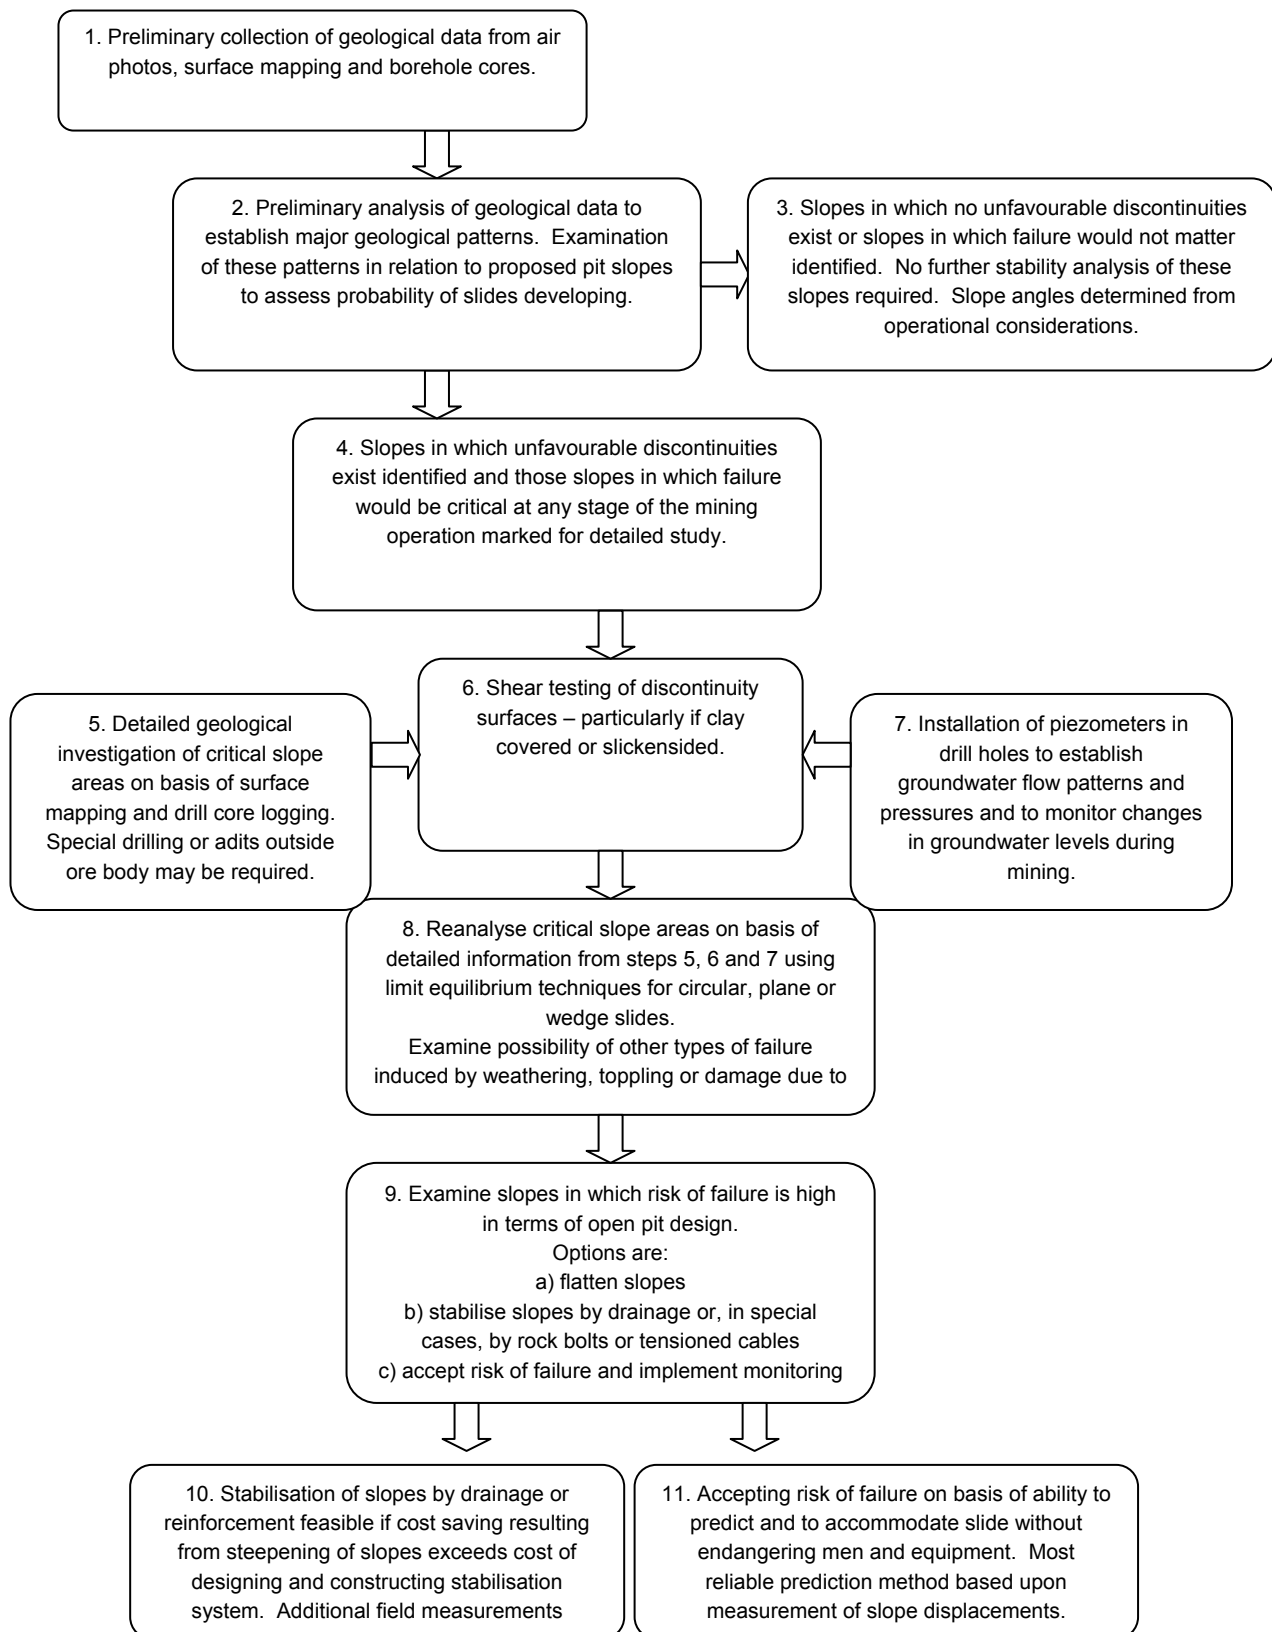 1. Preliminary collection of geological data from air
photos, surface mapping and borehole cores.
2. Preliminary analysis of geological data to
establish major geological patterns. Examination
of these patterns in relation to proposed pit slopes
to assess probability of slides developing.
3. Slopes in which no unfavourable discontinuities
exist or slopes in which failure would not matter
identified. No further stability analysis of these
slopes required. Slope angles determined from
operational considerations.
4. Slopes in which unfavourable discontinuities
exist identified and those slopes in which failure
would be critical at any stage of the mining
operation marked for detailed study.
5. Detailed geological
investigation of critical slope
areas on basis of surface
mapping and drill core logging.
Special drilling or adits outside
ore body may be required.
6. Shear testing of discontinuity
surfaces – particularly if clay
covered or slickensided.
7. Installation of piezometers in
drill holes to establish
groundwater flow patterns and
pressures and to monitor changes
in groundwater levels during
mining.
8. Reanalyse critical slope areas on basis of
detailed information from steps 5, 6 and 7 using
limit equilibrium techniques for circular, plane or
wedge slides.
Examine possibility of other types of failure
induced by weathering, toppling or damage due to
9. Examine slopes in which risk of failure is high
in terms of open pit design.
Options are:
a) flatten slopes
b) stabilise slopes by drainage or, in special
cases, by rock bolts or tensioned cables
c) accept risk of failure and implement monitoring
10. Stabilisation of slopes by drainage or
reinforcement feasible if cost saving resulting
from steepening of slopes exceeds cost of
designing and constructing stabilisation
system. Additional field measurements
11. Accepting risk of failure on basis of ability to
predict and to accommodate slide without
endangering men and equipment. Most
reliable prediction method based upon
measurement of slope displacements.